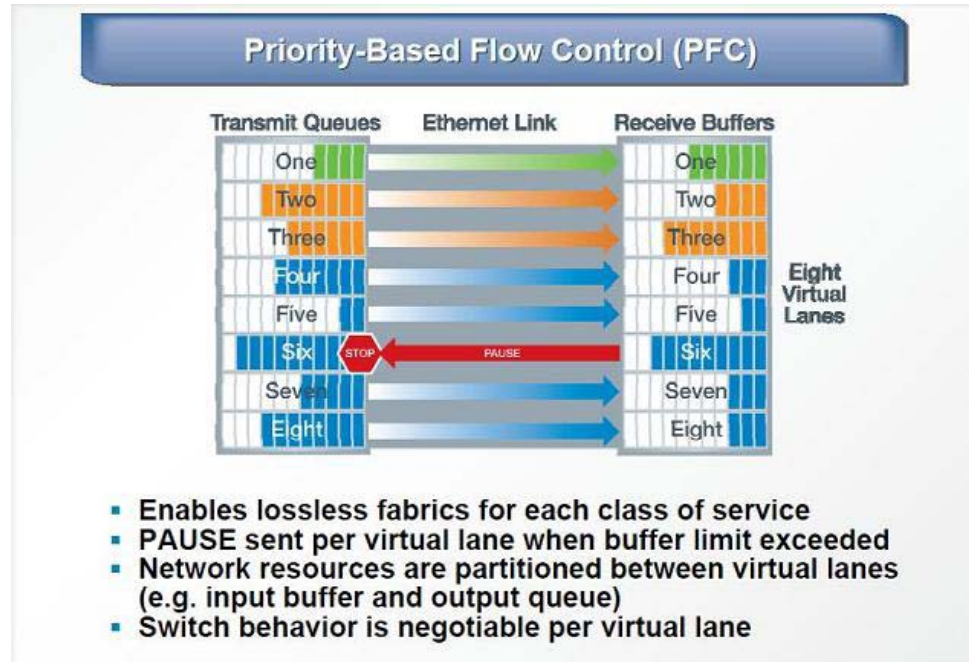 Priority-Based Flow Control (PFC)
Transmit Queues Ethernet Link Receive Buffers
One One
Two Two
Three Three
Four Four
Five Five
Six STOP PAUSE Six
Seven Seven
Eight Eight
Eight
Virtual
Lanes
Enables lossless fabrics for each class of service
PAUSE sent per virtual lane when buffer limit exceeded
Network resources are partitioned between virtual lanes
(e.g. input buffer and output queue)
Switch behavior is negotiable per virtual lane